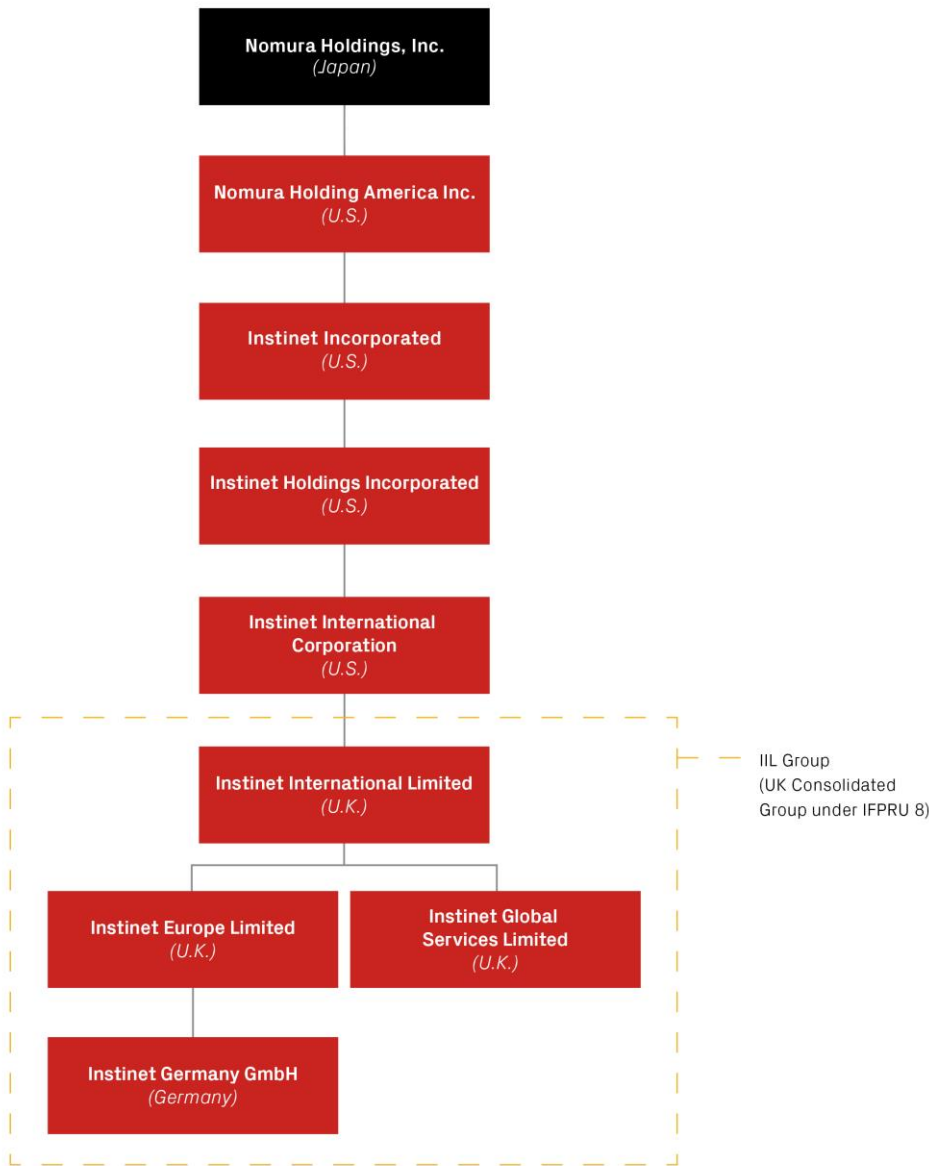 Nomura Holdings, Inc.
(Japan)
Nomura Holding America Inc.
(U.S.)
Instinet Incorporated
(U.S.)
Instinet Holdings Incorporated
(U.S.)
Instinet International
Corporation
(U.S.)
Instinet International Limited
(U.K.)
IIL Group
(UK Consolidated
Group under IFPRU 8)
Instinet Europe Limited
(U.K.)
Instinet Global
Services Limited
(U.K.)
Instinet Germany GmbH
(Germany)